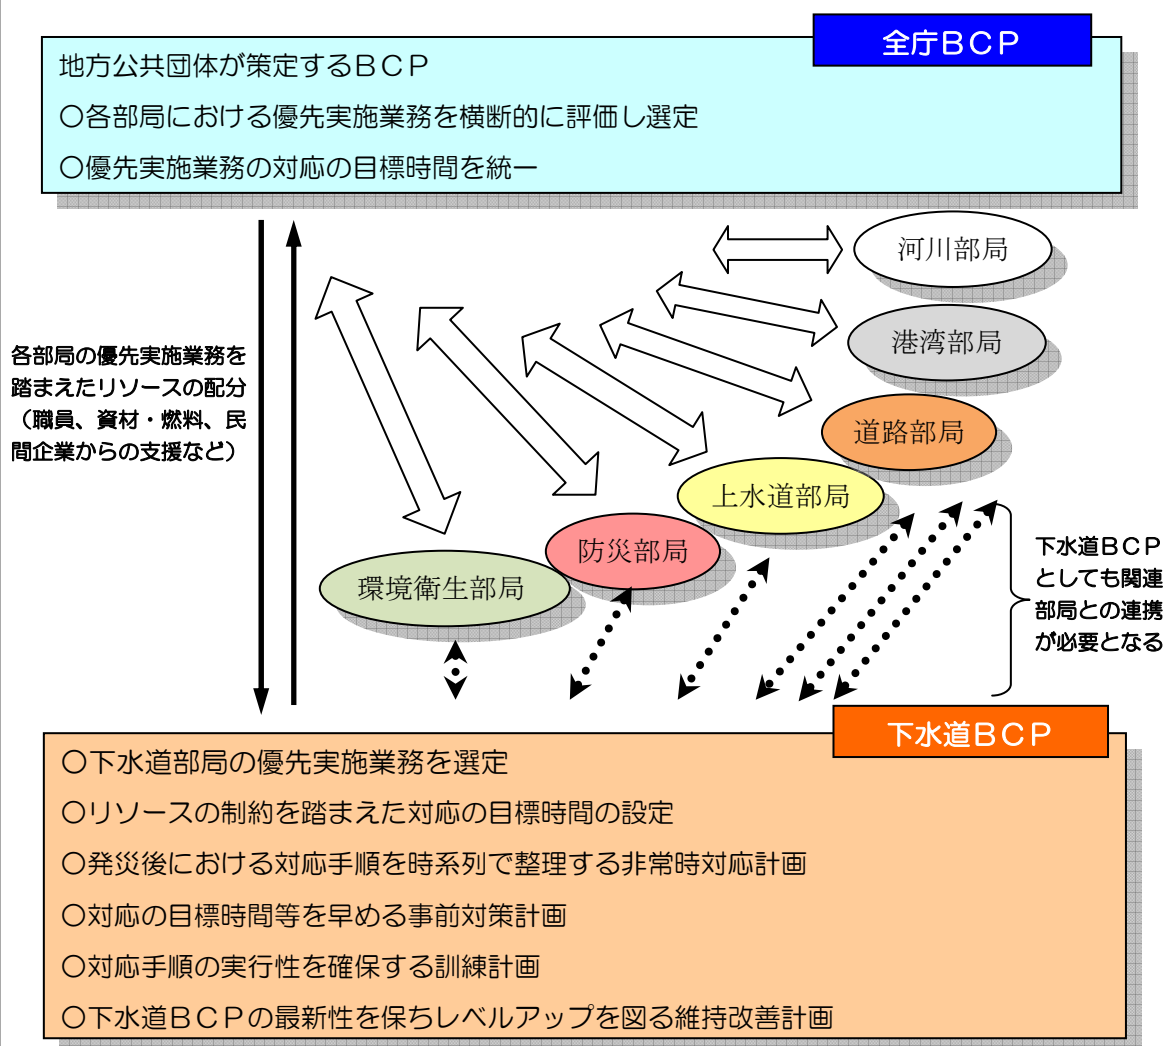 全庁ＢＣＰ
地方公共団体が策定するＢＣＰ
〇各部局における優先実施業務を横断的に評価し選定
〇優先実施業務の対応の目標時間を統一
河川部局
港湾部局
道路部局
上水道部局
防災部局
環境衛生部局
各部局の優先実施業務を
踏まえたリソースの配分
（職員、資材・燃料、民
間企業からの支援など）
下水道ＢＣＰ
としても関連
部局との連携
が必要となる
下水道ＢＣＰ
〇下水道部局の優先実施業務を選定
〇リソースの制約を踏まえた対応の目標時間の設定
〇発災後における対応手順を時系列で整理する非常時対応計画
〇対応の目標時間等を早める事前対策計画
〇対応手順の実行性を確保する訓練計画
〇下水道ＢＣＰの最新性を保ちレベルアップを図る維持改善計画